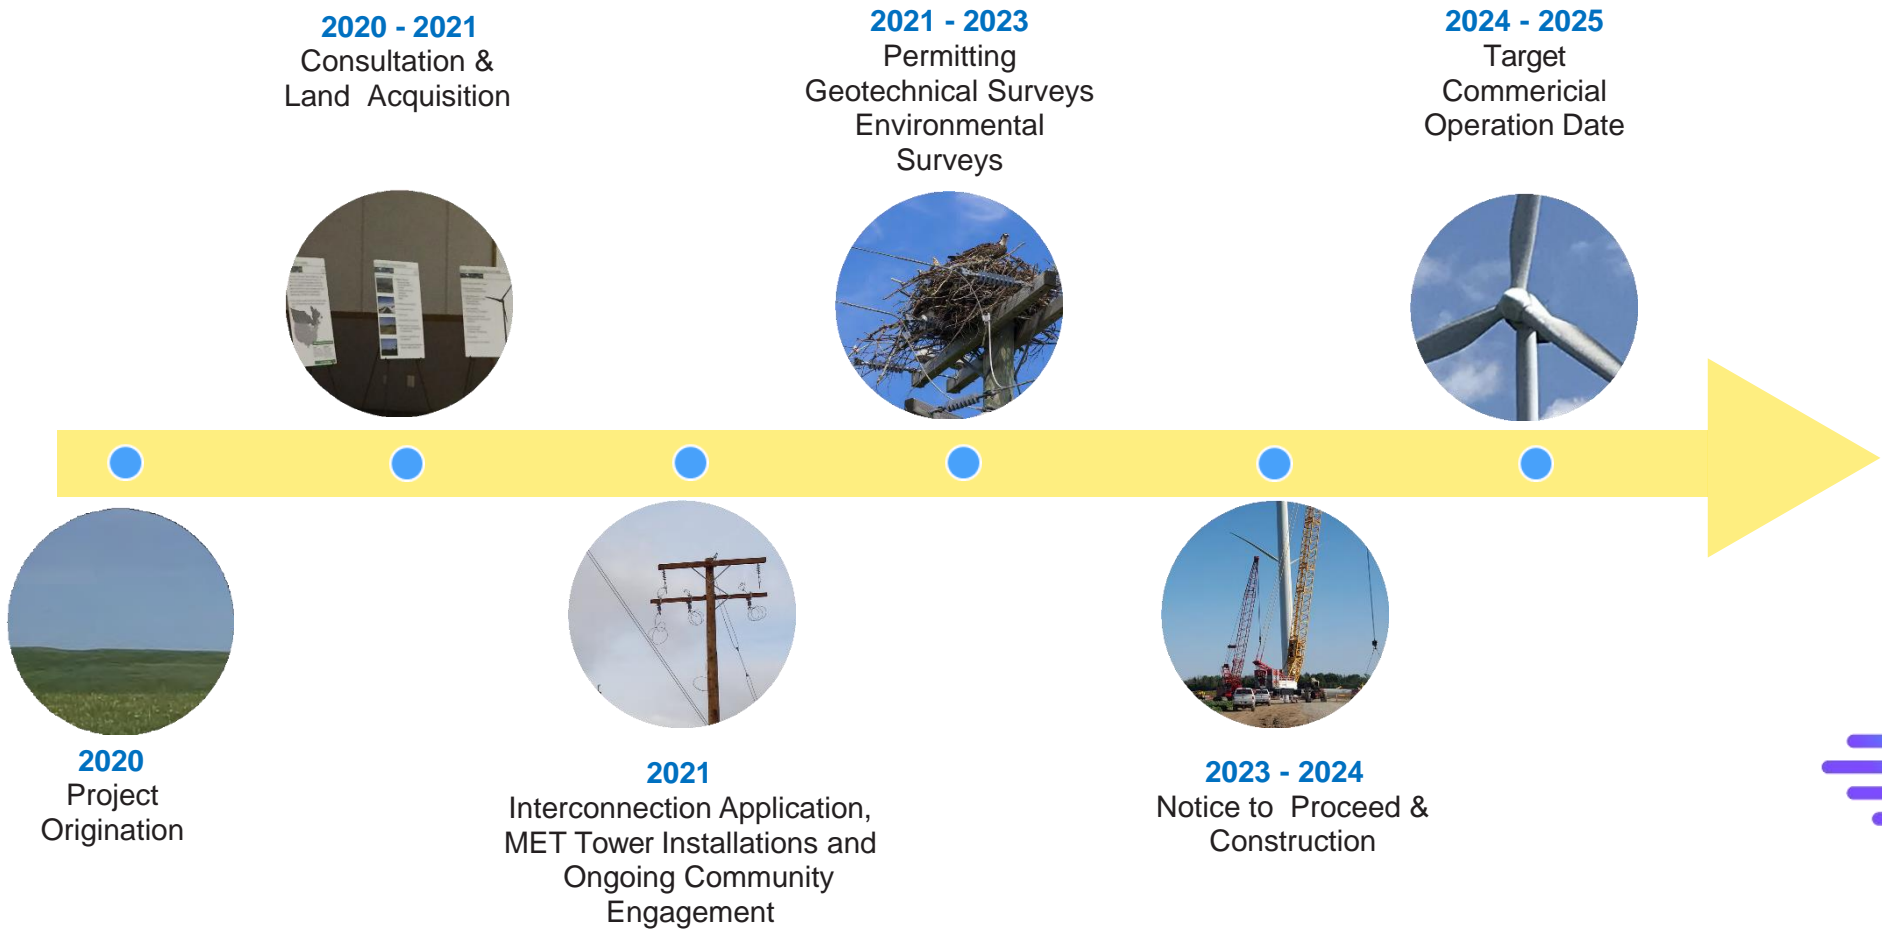 2020 - 2021
Consultation &
Land Acquisition
2021 - 2023
Permitting
Geotechnical Surveys
Environmental
Surveys
2024 - 2025
Target
Commericial
Operation Date
2020
Project
Origination
2021
Interconnection Application,
MET Tower Installations and
Ongoing Community
Engagement
2023 - 2024
Notice to Proceed &
Construction